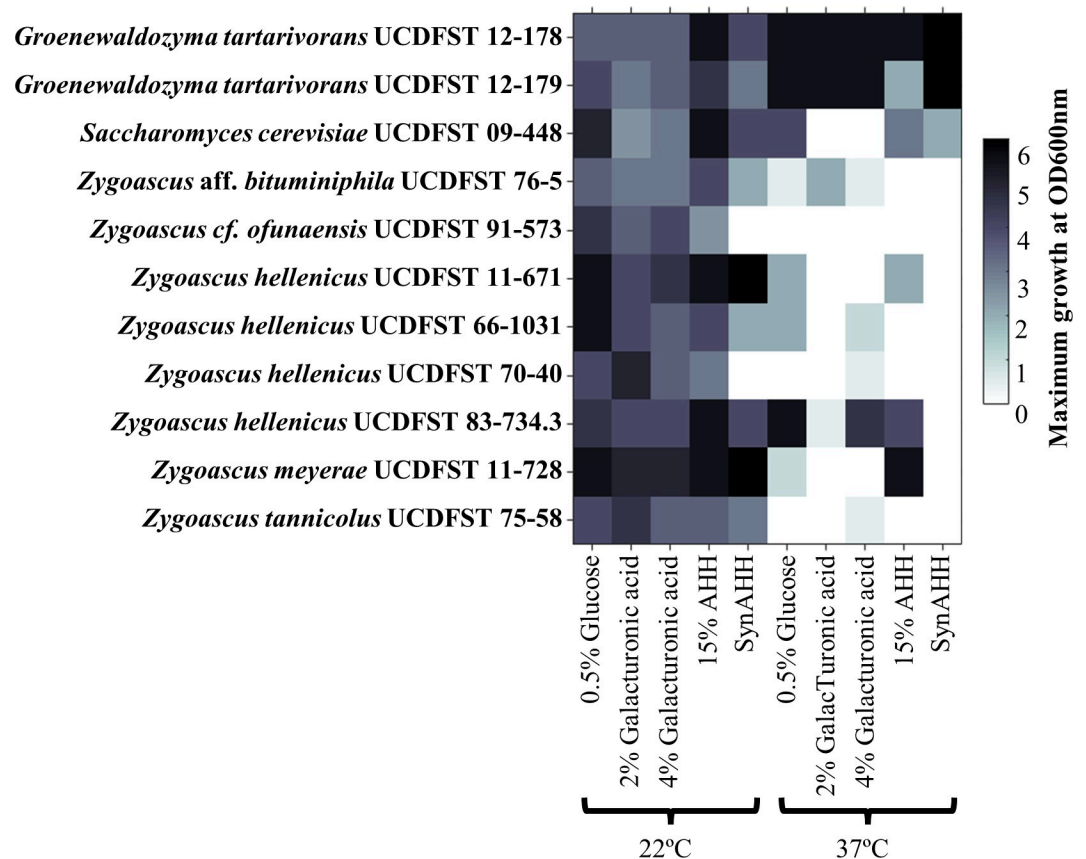 Groenewaldozyma tartarivorans UCDFST 12-178
Groenewaldozyma tartarivorans UCDFST 12-179
Saccharomyces cerevisiae UCDFST 09-448
Zygoascus aff. bituminiphila UCDFST 76-5
Zygoascus cf. ofunaensis UCDFST 91-573
Zygoascus hellenicus UCDFST 11-671
Zygoascus hellenicus UCDFST 66-1031
Zygoascus hellenicus UCDFST 70-40
Zygoascus hellenicus UCDFST 83-734.3
Zygoascus meyerae UCDFST 11-728
Zygoascus tannicolus UCDFST 75-58
6
5
4
3
2
1
0
Maximum growth at OD600nm
0.5% Glucose
2% Galacturonic acid
4% Galacturonic acid
15% AHH
SynAHH
0.5% Glucose
2% GalacTuronic acid
4% Galacturonic acid
15% AHH
SynAHH
22ºC
37ºC